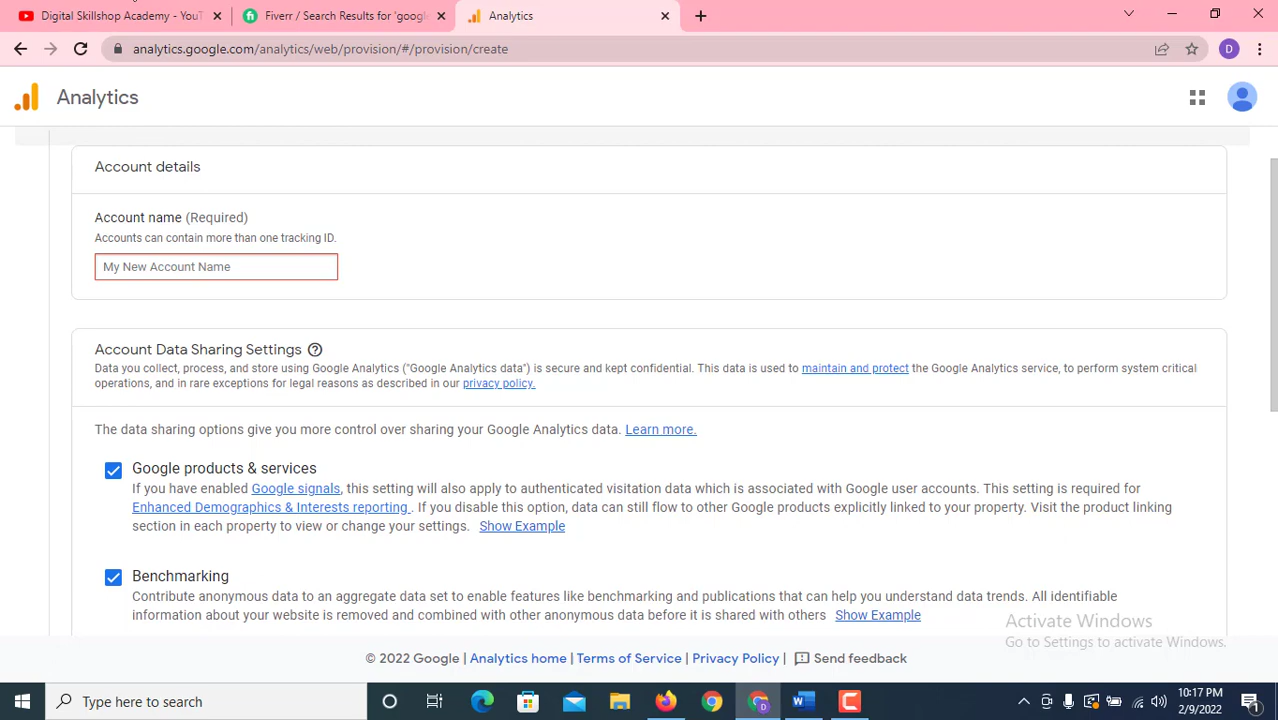 Digital Skillshop Academy - YouT
Fiverr / Search Results for 'google
Analytics
analytics.google.com/analytics/web/provision/#/provision/create
D
Analytics
Account details
Account name (Required)
Accounts can contain more than one tracking ID.
My New Account Name
Account Data Sharing Settings
Data you collect, process, and store using Google Analytics ("Google Analytics data") is secure and kept confidential. This data is used to maintain and protect the Google Analytics service, to perform system critical
operations, and in rare exceptions for legal reasons as described in our privacy policy.
The data sharing options give you more control over sharing your Google Analytics data. Learn more.
Google products & services
If you have enabled Google signals, this setting will also apply to authenticated visitation data which is associated with Google user accounts. This setting is required for
Enhanced Demographics & Interests reporting . If you disable this option, data can still flow to other Google products explicitly linked to your property. Visit the product linking
section in each property to view or change your settings. Show Example
Benchmarking
Contribute anonymous data to an aggregate data set to enable features like benchmarking and publications that can help you understand data trends. All identifiable
information about your website is removed and combined with other anonymous data before it is shared with others Show Example
Activate Windows
Go to Settings to activate Windows.
© 2022 Google | Analytics home | Terms of Service | Privacy Policy | Send feedback
Type here to search
10:17 PM
2/9/2022